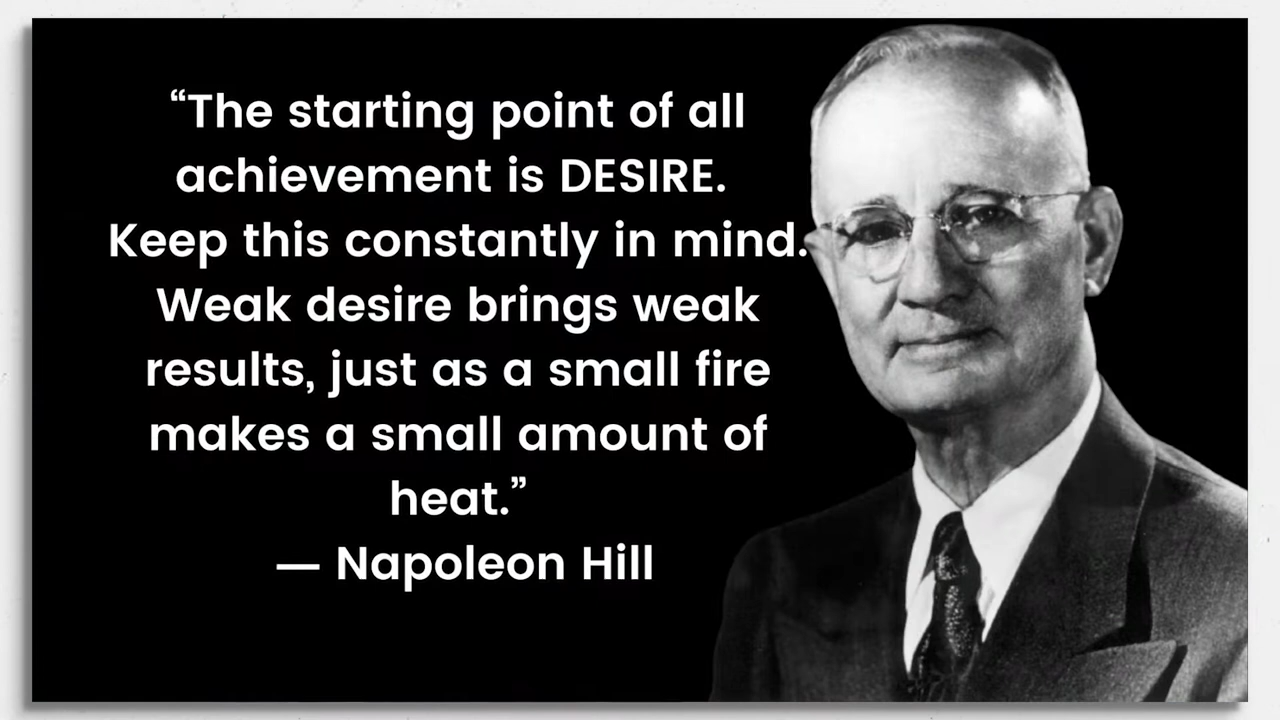 “The starting point of all
achievement is DESIRE.
Keep this constantly in mind.
Weak desire brings weak
results, just as a small fire
makes a small amount of
heat.”
— Napoleon Hill